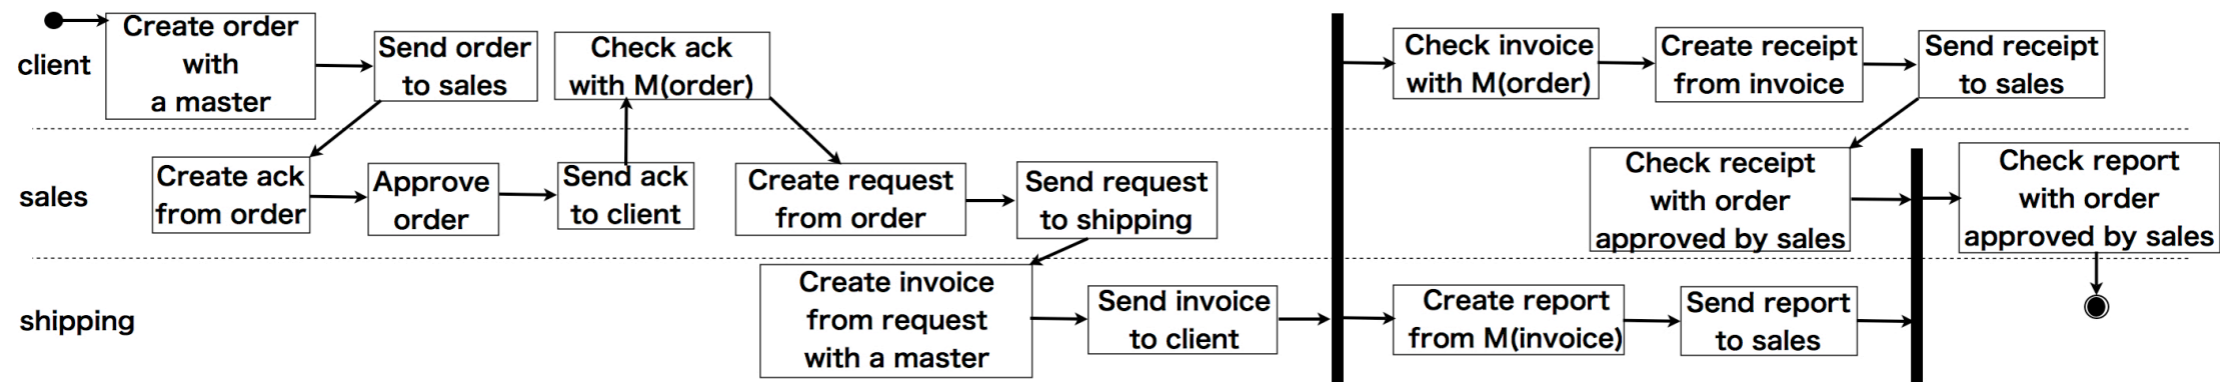 client
Create order
with
a master
Send order
to sales
Check ack
with M(order)
Check invoice
with M(order)
Create receipt
from invoice
Send receipt
to sales
sales
Create ack
from order
Approve
order
Send ack
to client
Create request
from order
Send request
to shipping
Check receipt
with order
approved by sales
Check report
with order
approved by sales
shipping
Create invoice
from request
with a master
Send invoice
to client
Create report
from M(invoice)
Send report
to sales